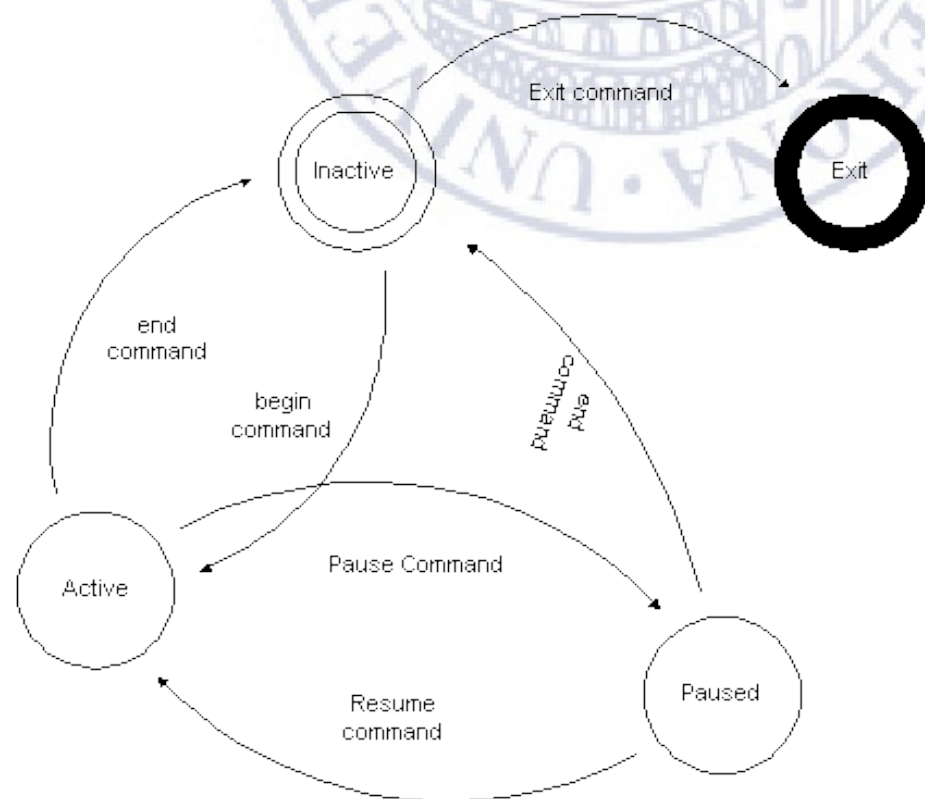 Exit command
Inactive
Exit
end
command
begin
command
end
command
Pause Command
Active
Paused
Resume
command